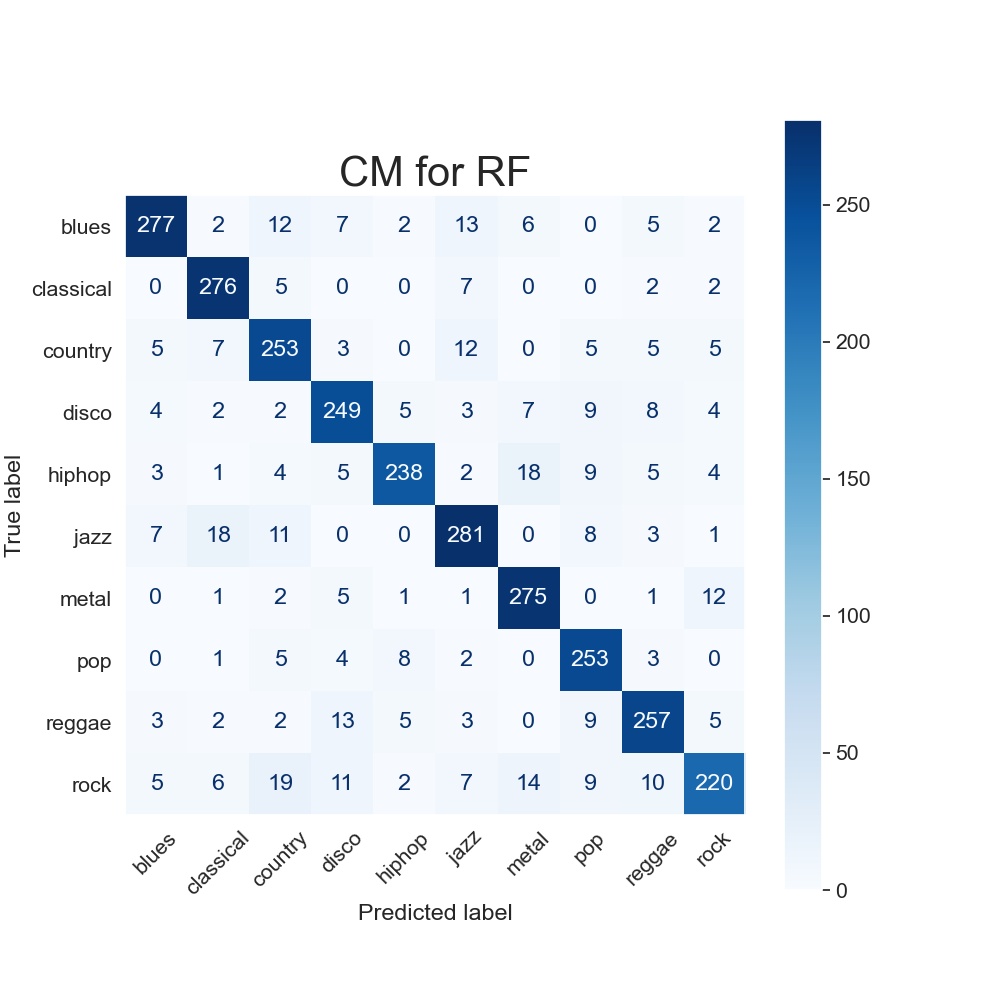 CM for RF
True label
blues 277 2 12 7 2 13 6 0 5 2
classical 0 276 5 0 0 7 0 0 2 2
country 5 7 253 3 0 12 0 5 5 5
disco 4 2 2 249 5 3 7 9 8 4
hiphop 3 1 4 5 238 2 18 9 5 4
jazz 7 18 11 0 0 281 0 8 3 1
metal 0 1 2 5 1 1 275 0 1 12
pop 0 1 5 4 8 2 0 253 3 0
reggae 3 2 2 13 5 3 0 9 257 5
rock 5 6 19 11 2 7 14 9 10 220
blues classical country disco hiphop jazz metal pop reggae rock
Predicted label
250
200
150
100
50
0